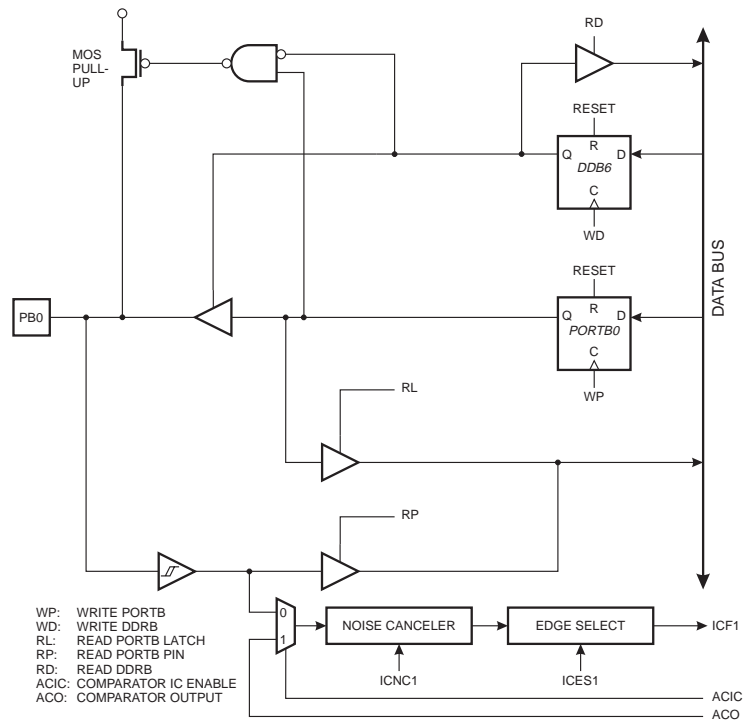 RD
MOS
PULL-
UP
RESET
R
Q
D
DDB6
C
WD
DATA BUS
RESET
R
Q
D
PORTB0
C
WP
PB0
RL
RP
WP: WRITE PORTB
WD: WRITE DDRB
RL: READ PORTB LATCH
RP: READ PORTB PIN
RD: READ DDRB
ACIC: COMPARATOR IC ENABLE
ACO: COMPARATOR OUTPUT
0
1
NOISE CANCELER
EDGE SELECT
ICF1
ICNC1
ICES1
ACIC
ACO